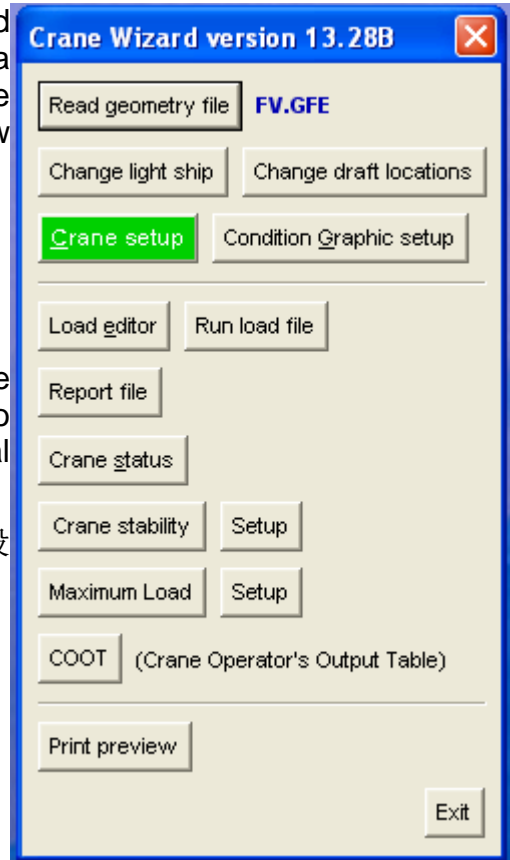 Crane Wizard version 13.28B
Read geometry file FV.GFE
Change light ship Change draft locations
Crane setup Condition Graphic setup
Load editor Run load file
Report file
Crane status
Crane stability Setup
Maximum Load Setup
COOT (Crane Operator's Output Table)
Print preview
Exit